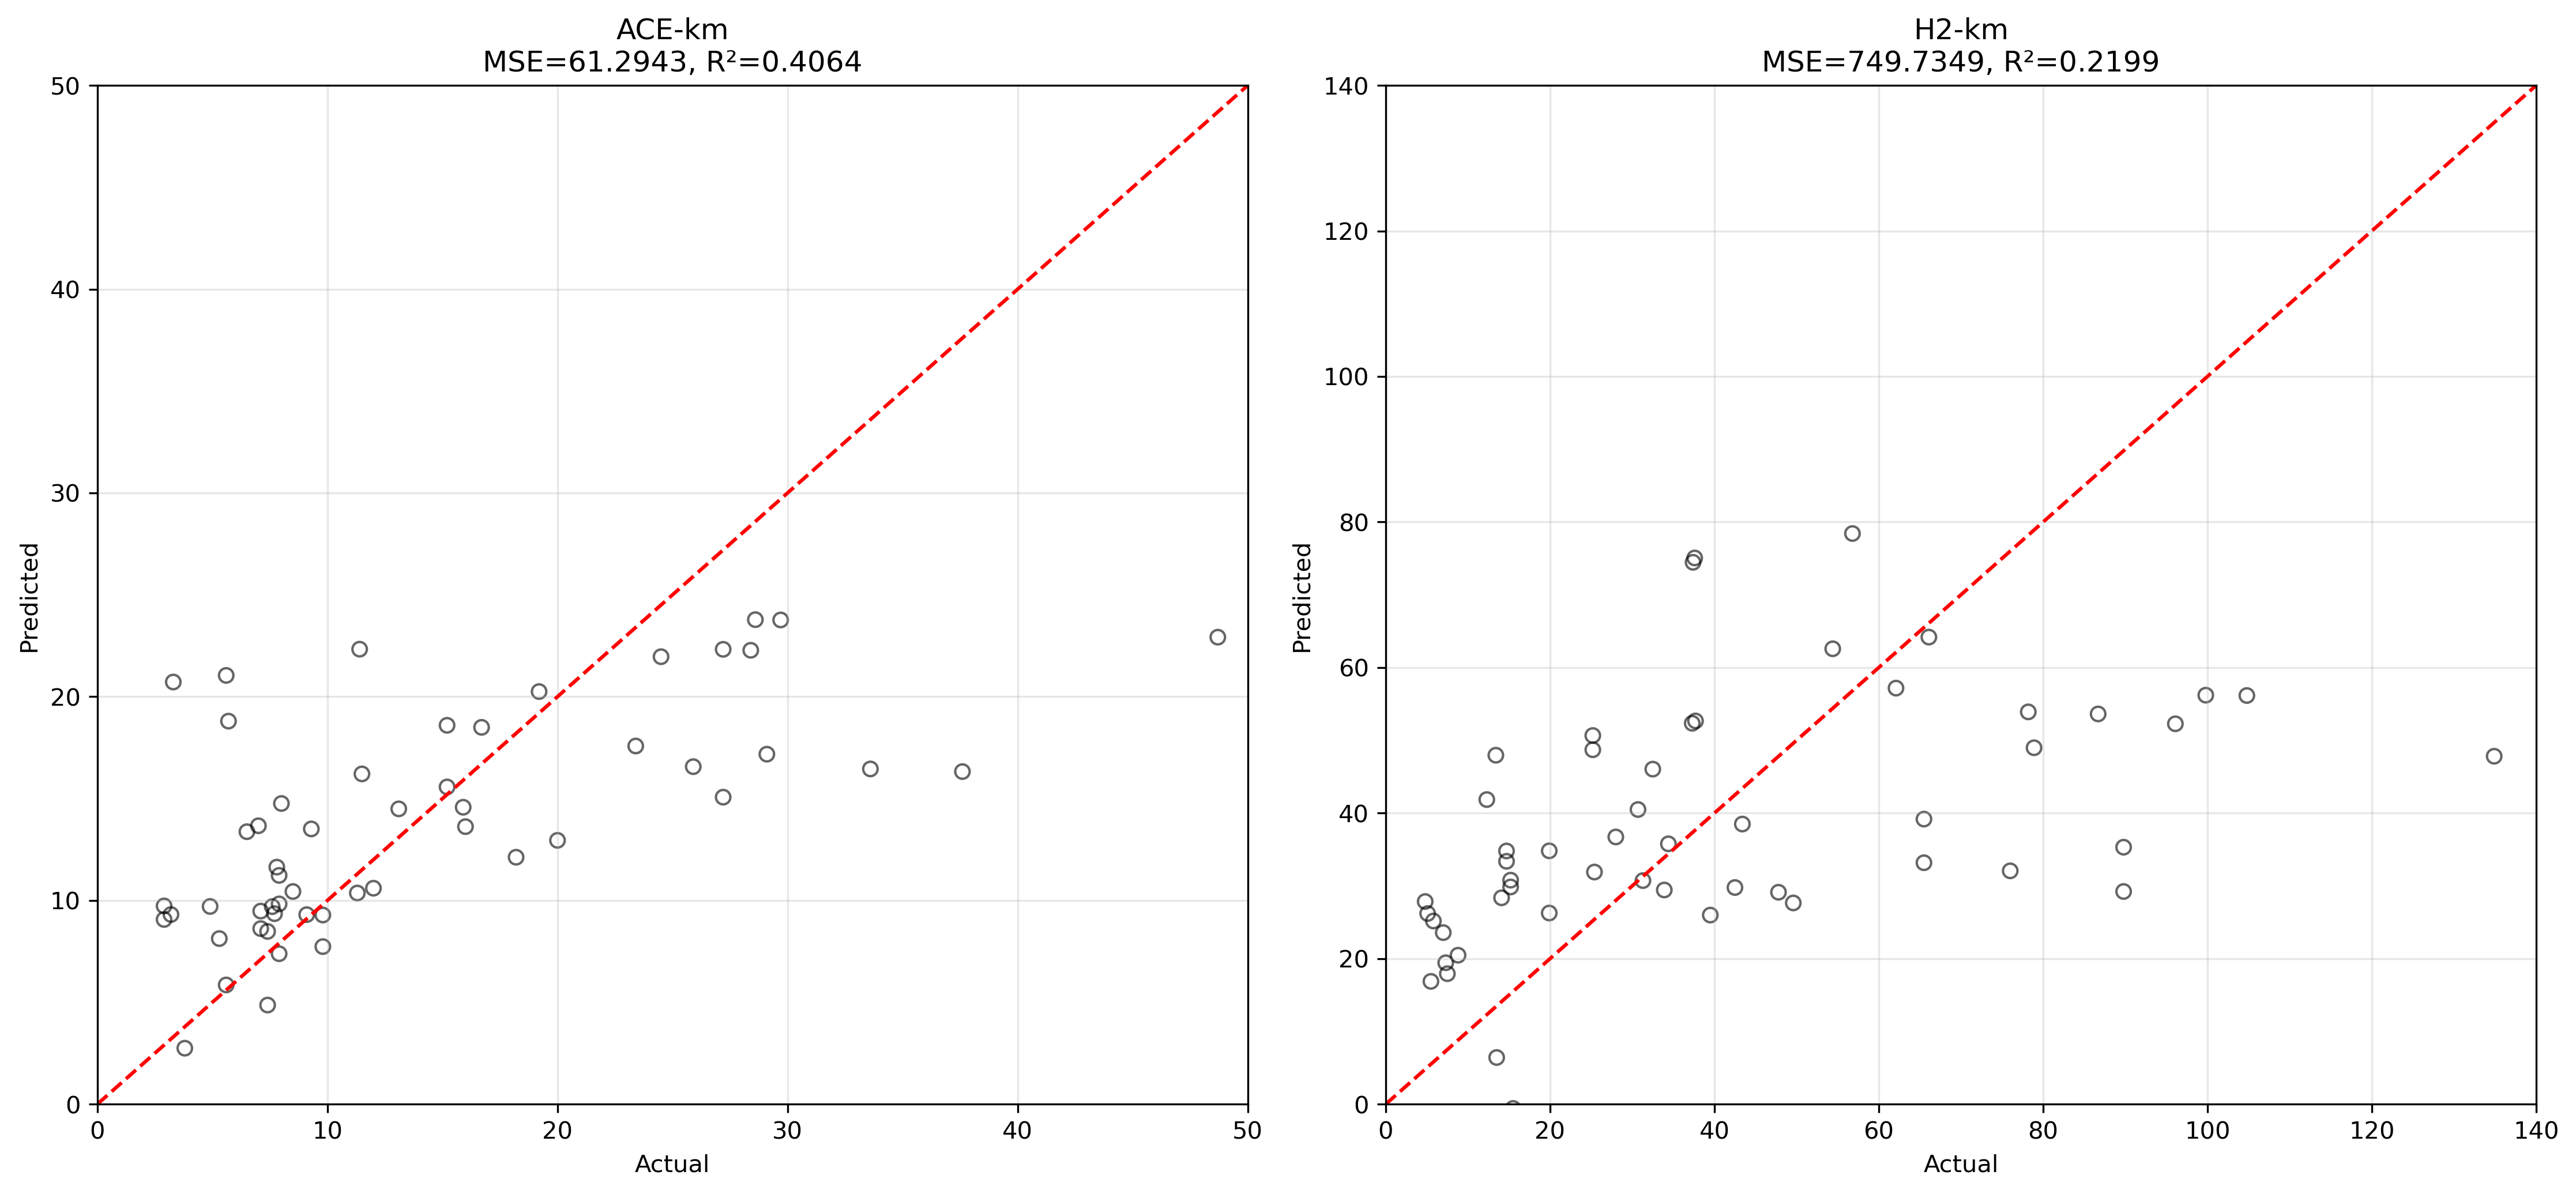 ACE-km
MSE=61.2943, R²=0.4064
50
40
30
20
10
0
Predicted
0 10 20 30 40 50
Actual
H2-km
MSE=749.7349, R²=0.2199
140
120
100
80
60
40
20
0
Predicted
0 20 40 60 80 100 120 140
Actual